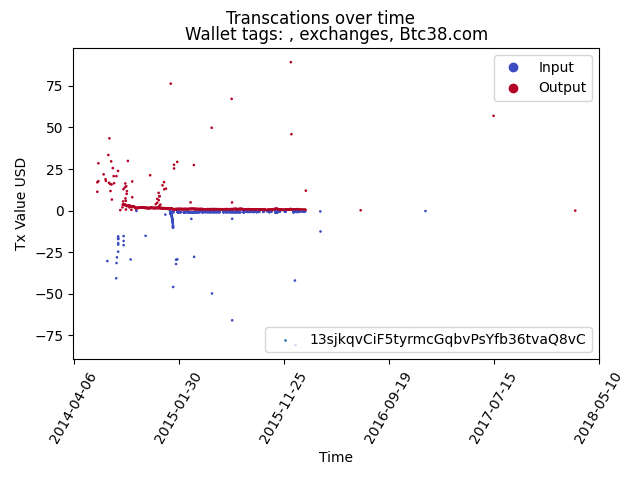 Transcations over time
Wallet tags: , exchanges, Btc38.com
Input
Output
Tx Value USD
75
50
25
0
−25
−50
−75
13sjkqvCiF5tyrmcGqbvPsYfb36tvaQ8vC
2014-04-06
2015-01-30
2015-11-25
2016-09-19
2017-07-15
2018-05-10
Time